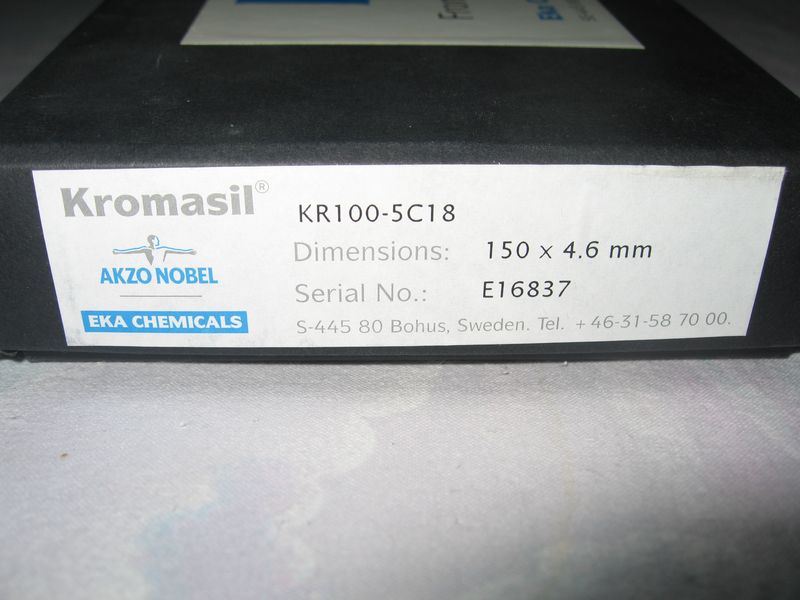 Eka C
Kromasil®
KR100-5C18
Dimensions: 150 x 4.6 mm
AKZO NOBEL
Serial No.: E16837
EKA CHEMICALS
S-445 80 Bohus, Sweden. Tel. +46-31-58 70 00.